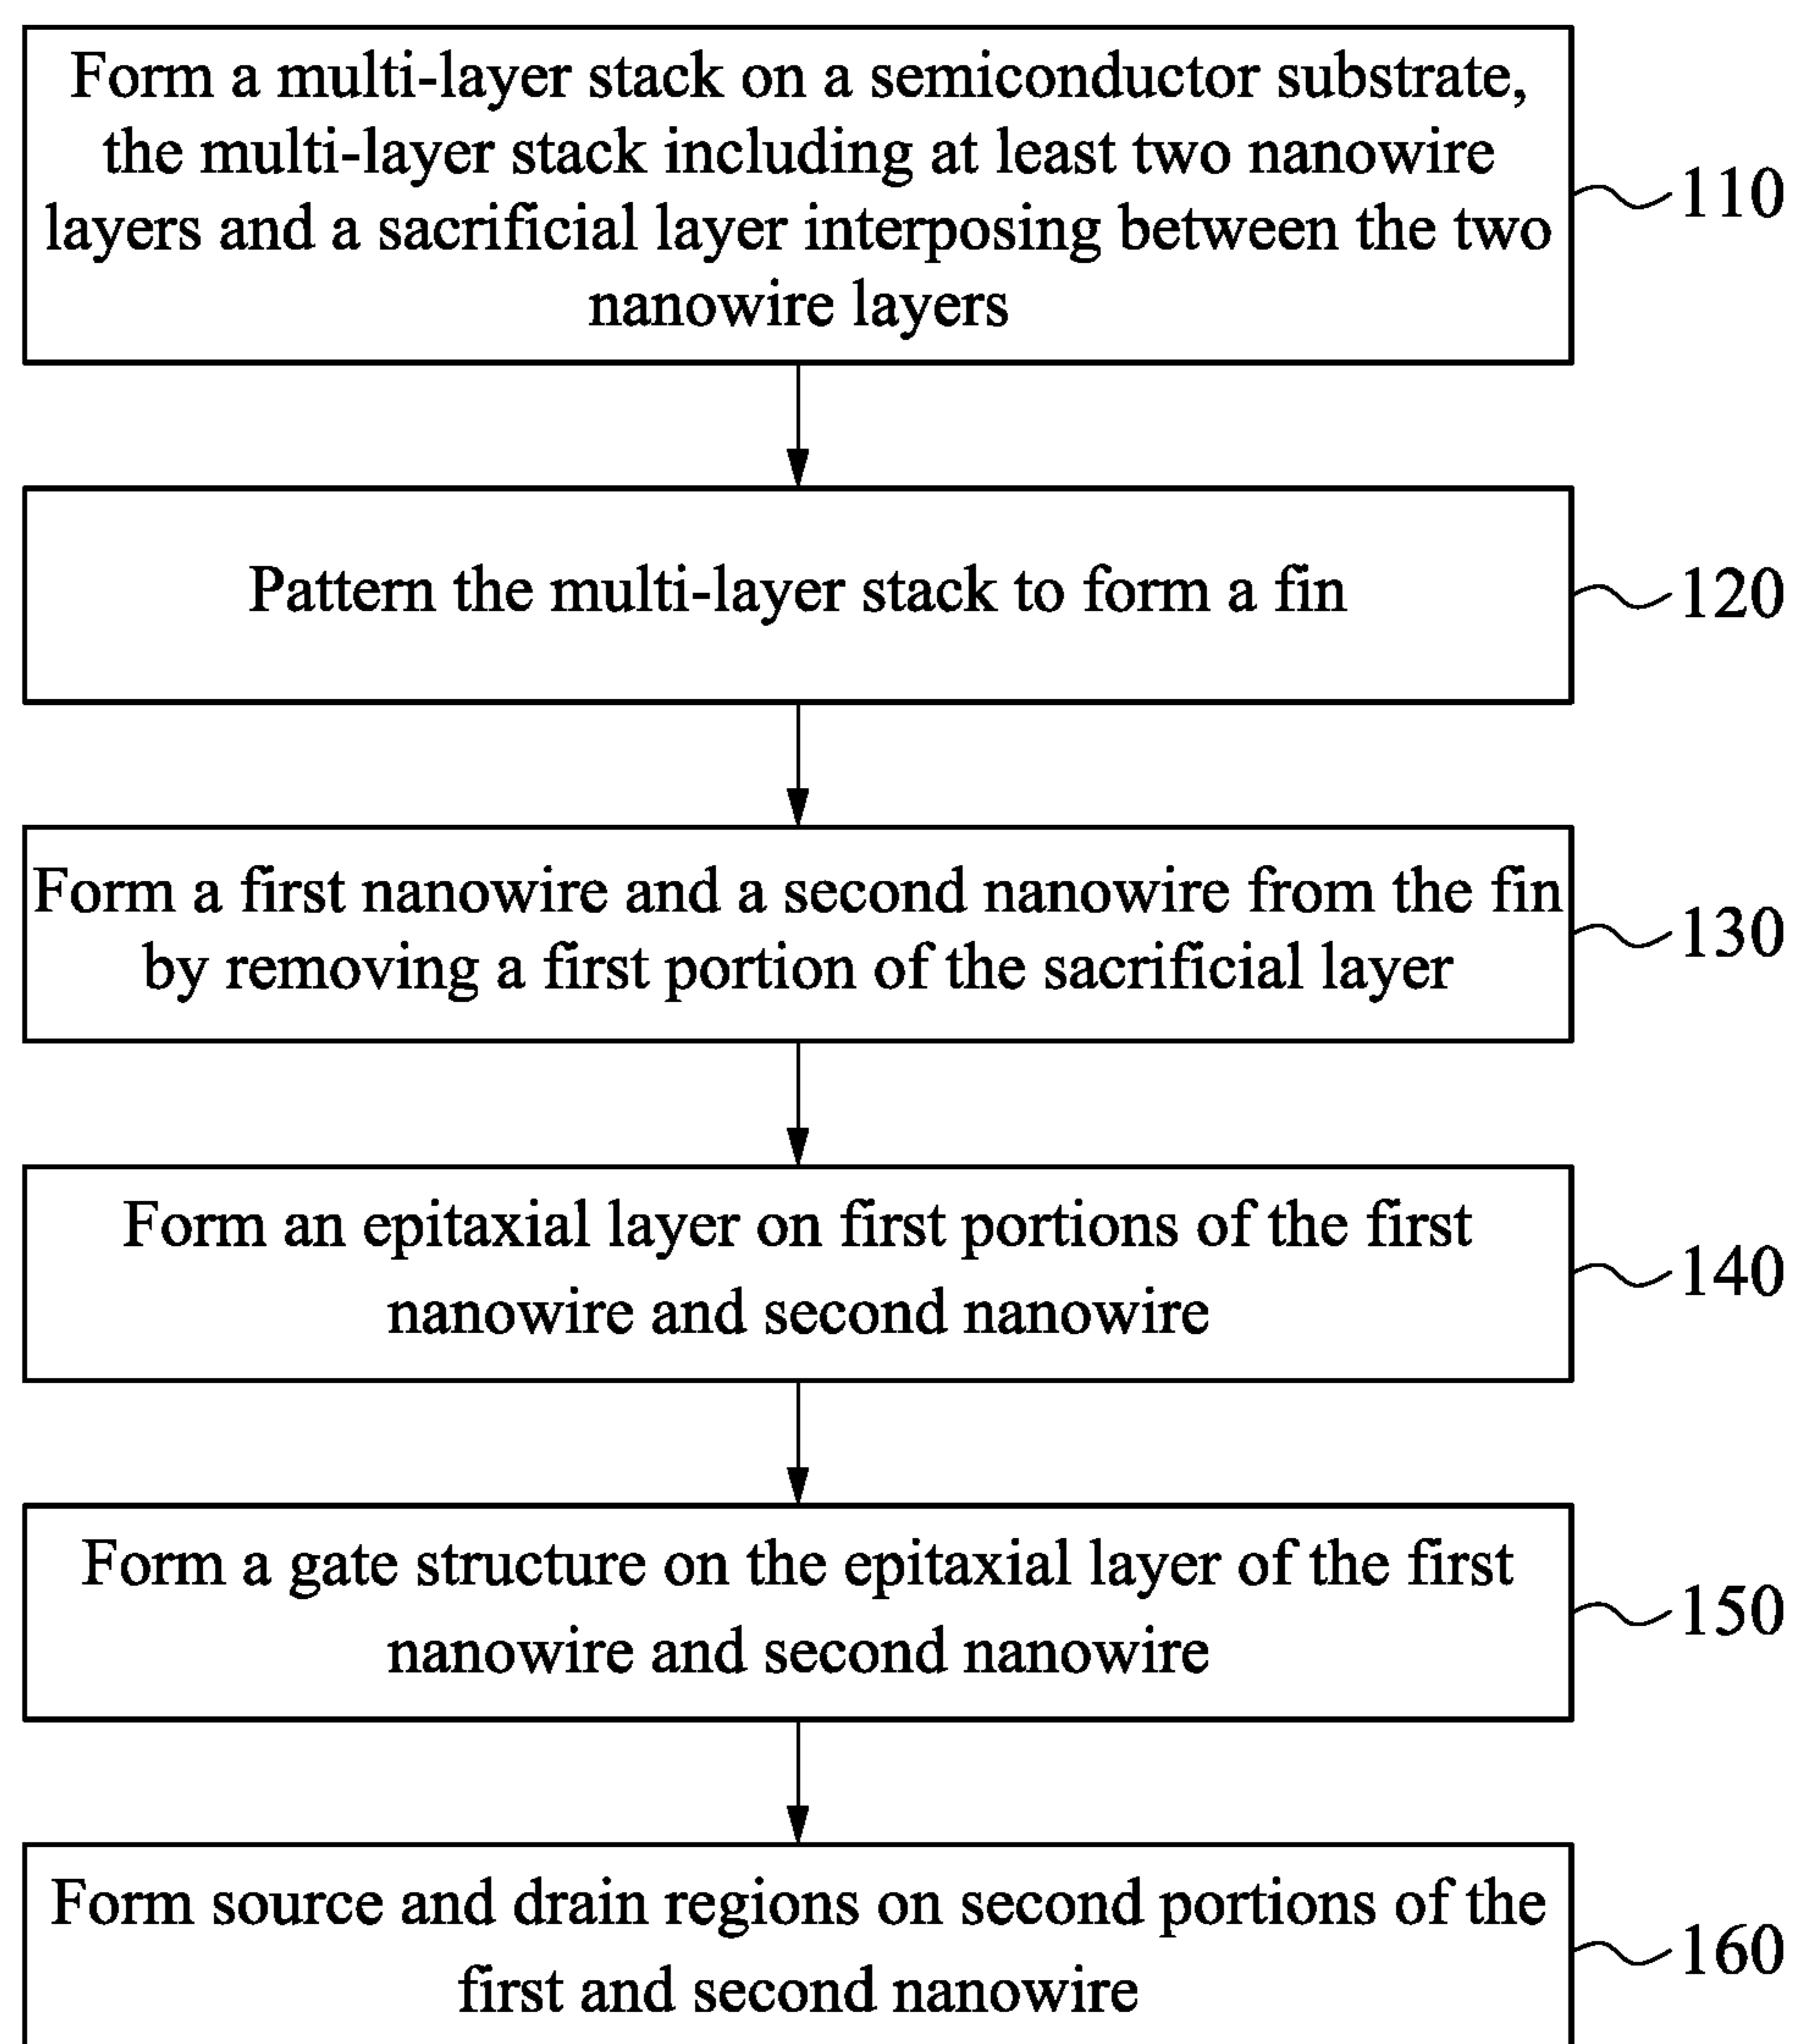 Form a multi-layer stack on a semiconductor substrate,
the multi-layer stack including at least two nanowire
layers and a sacrificial layer interposing between the two
nanowire layers
110
Pattern the multi-layer stack to form a fin
120
Form a first nanowire and a second nanowire from the fin
by removing a first portion of the sacrificial layer
130
Form an epitaxial layer on first portions of the first
nanowire and second nanowire
140
Form a gate structure on the epitaxial layer of the first
nanowire and second nanowire
150
Form source and drain regions on second portions of the
first and second nanowire
160